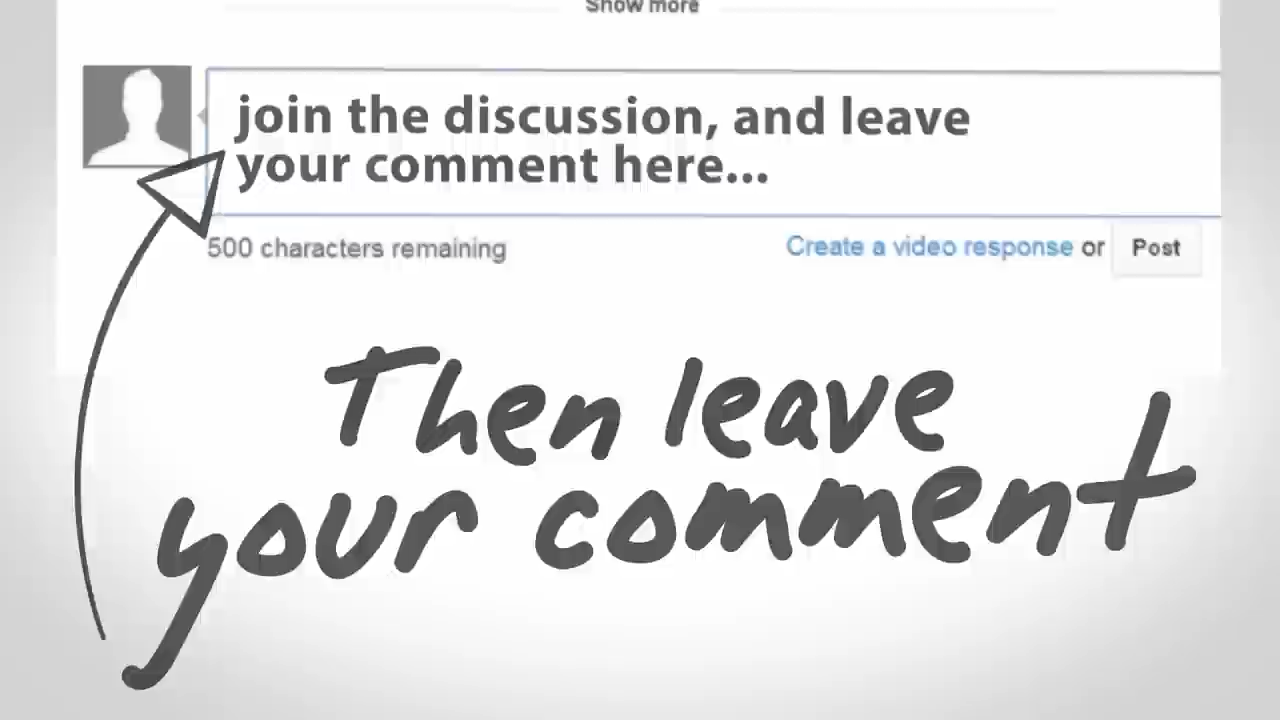 Show more
join the discussion, and leave
your comment here...
500 characters remaining
Create a video response or Post
Then leave
your comment